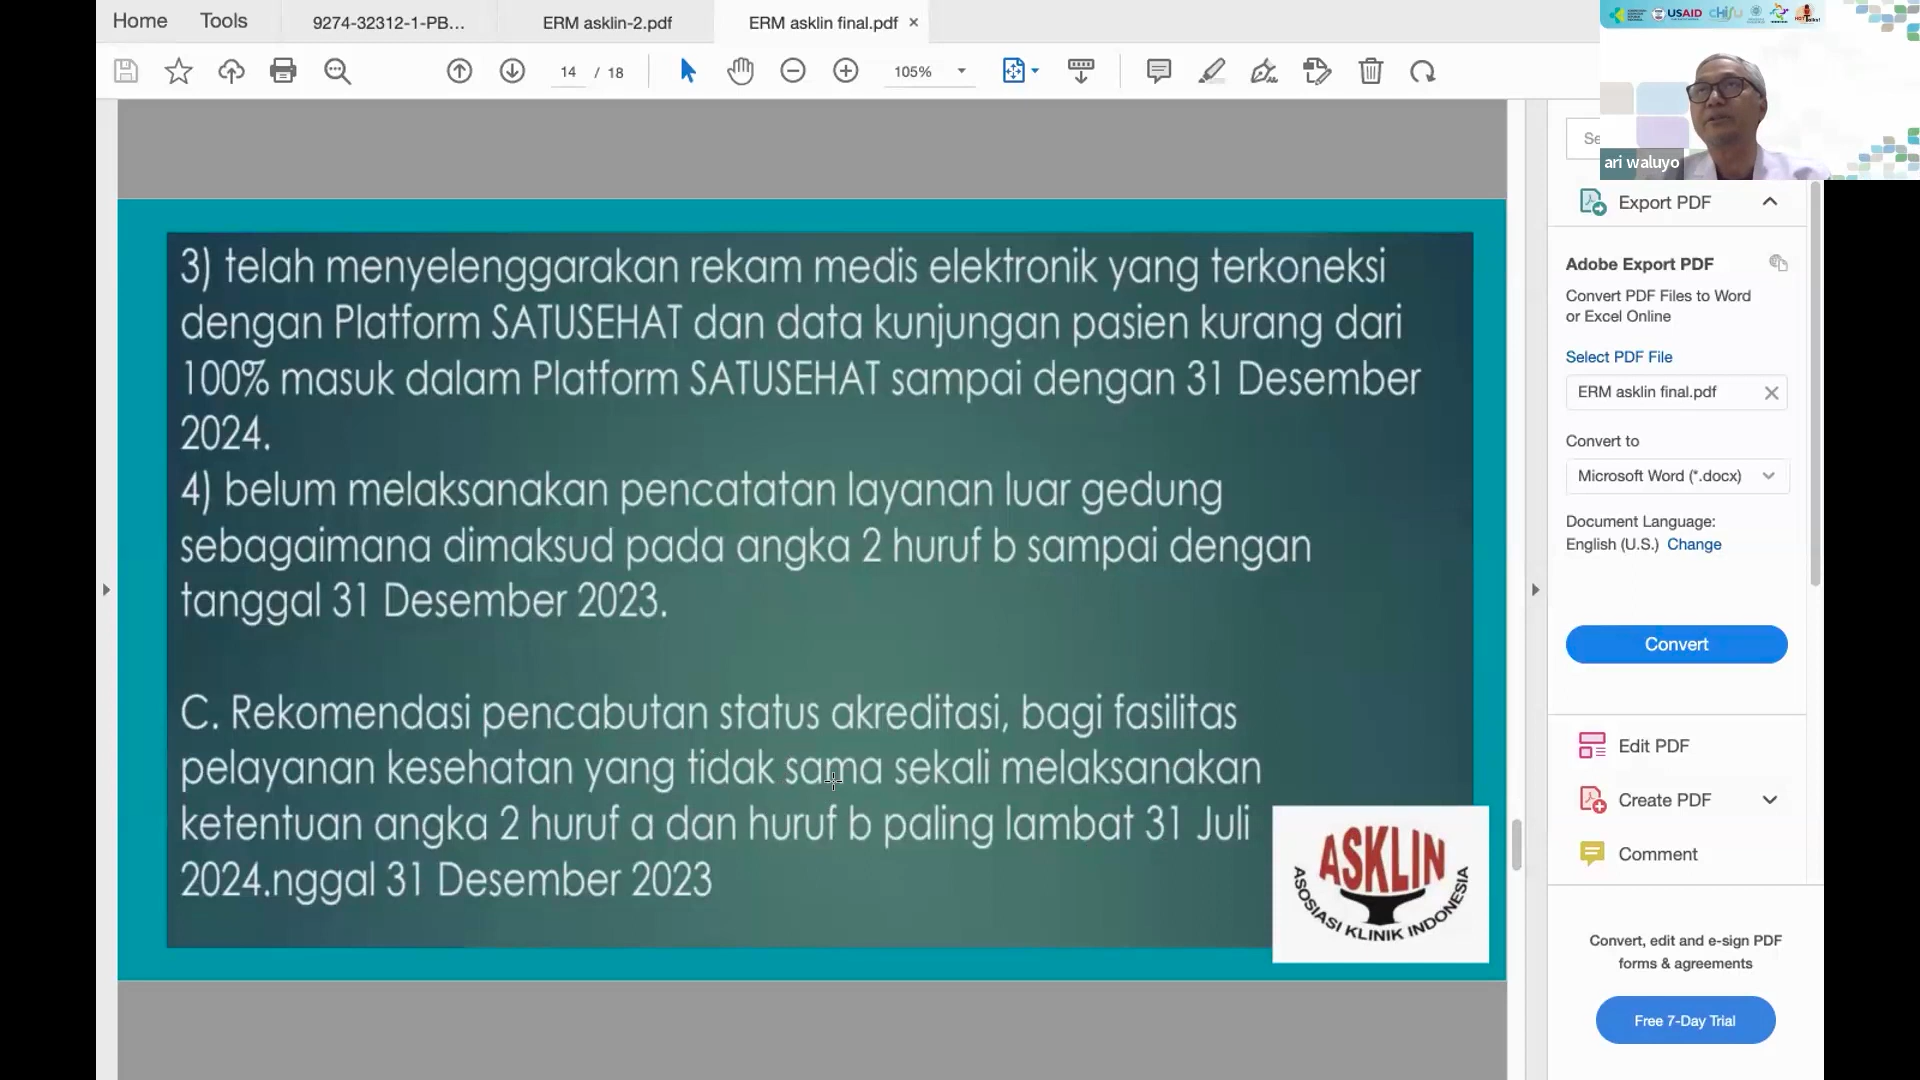 Home
Tools
9274-32312-1-PB...
ERM asklin-2.pdf
ERM asklin final.pdf
14 / 18
105%
USAID
CHISU
ari waluyo
Se
Export PDF
Adobe Export PDF
Convert PDF Files to Word
or Excel Online
Select PDF File
ERM asklin final.pdf
Convert to
Microsoft Word (*.docx)
Document Language:
English (U.S.) Change
Convert
Edit PDF
Create PDF
Comment
Convert, edit and e-sign PDF
forms & agreements
Free 7-Day Trial
3) telah menyelenggarakan rekam medis elektronik yang terkoneksi
dengan Platform SATUSEHAT dan data kunjungan pasien kurang dari
100% masuk dalam Platform SATUSEHAT sampai dengan 31 Desember
2024.
4) belum melaksanakan pencatatan layanan luar gedung
sebagaimana dimaksud pada angka 2 huruf b sampai dengan
tanggal 31 Desember 2023.
C. Rekomendasi pencabutan status akreditasi, bagi fasilitas
pelayanan kesehatan yang tidak sama sekali melaksanakan
ketentuan angka 2 huruf a dan huruf b paling lambat 31 Juli
2024.nggal 31 Desember 2023
ASKLIN
ASOSIASI KLINIK INDONESIA